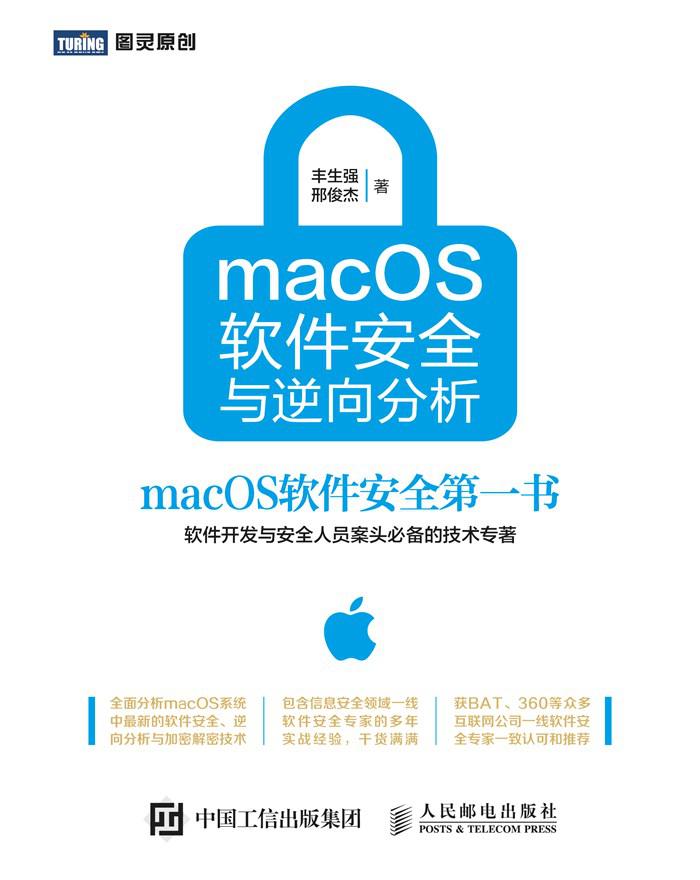 TURING 图灵原创
丰生强
邢俊杰
著
macOS
软件安全
与逆向分析
macOS软件安全第一书
软件开发与安全人员案头必备的技术专著
全面分析macOS系统
中最新的软件安全、逆
向分析与加密解密技术
包含信息安全领域一线
软件安全专家的多年
实战经验，干货满满
获BAT、360等众多
互联网公司一线软件安
全专家一致认可和推荐
中国工信出版集团
人民邮电出版社
POSTS & TELECOM PRESS